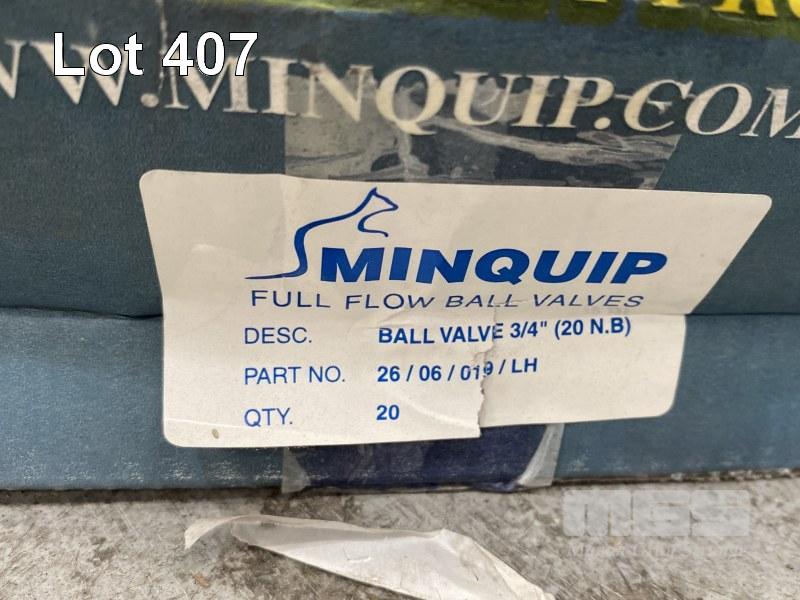 Lot 407
WWW.MINQUIP.COM
MINQUIP
FULL FLOW BALL VALVES
DESC. BALL VALVE 3/4" (20 N.B)
PART NO. 26 / 06 / 019 / LH
QTY. 20
MGS